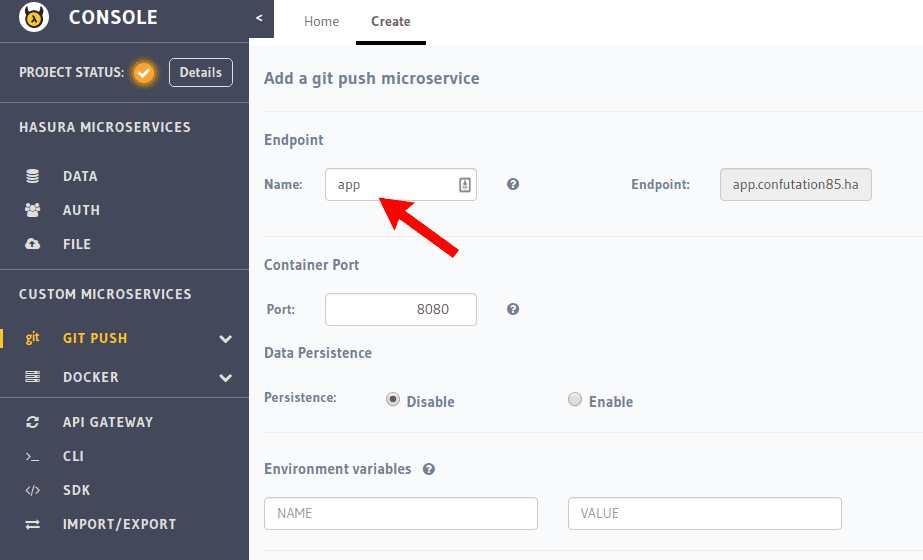 CONSOLE
<
Home
Create
PROJECT STATUS:
Details
HASURA MICROSERVICES
DATA
AUTH
FILE
CUSTOM MICROSERVICES
git GIT PUSH
DOCKER
API GATEWAY
>_ CLI
</> SDK
IMPORT/EXPORT
Add a git push microservice
Endpoint
Name: app ? Endpoint: app.confutation85.ha
Container Port
Port: 8080 ?
Data Persistence
Persistence: Disable Enable
Environment variables ?
NAME VALUE